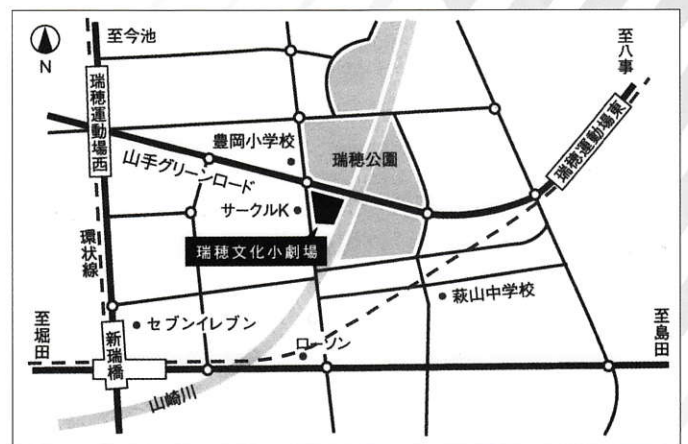 至今池
N
瑞穂運動場西
至八事
瑞穂運動場東
豊岡小学校
瑞穂公園
山手グリーンロード
サークルK
瑞穂文化小劇場
環状線
萩山中学校
セブンイレブン
至堀田
新瑞橋
ローソン
至島田
山崎川